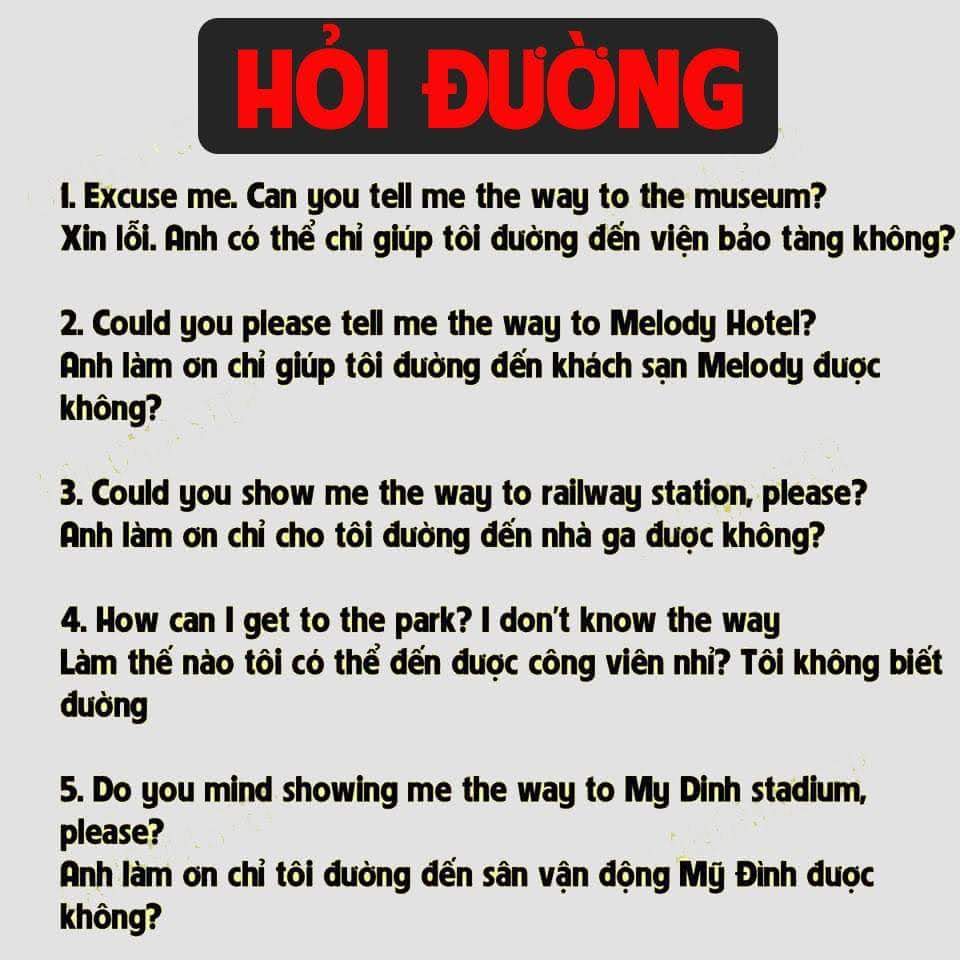 HỎI ĐƯỜNG
1. Excuse me. Can you tell me the way to the museum?
Xin lỗi. Anh có thể chỉ giúp tôi đường đến viện bảo tàng không?
2. Could you please tell me the way to Melody Hotel?
Anh làm ơn chỉ giúp tôi đường đến khách sạn Melody được
không?
3. Could you show me the way to railway station, please?
Anh làm ơn chỉ cho tôi đường đến nhà ga được không?
4. How can I get to the park? I don't know the way
Làm thế nào tôi có thể đến được công viên nhỉ? Tôi không biết
đường
5. Do you mind showing me the way to My Dinh stadium,
please?
Anh làm ơn chỉ tôi đường đến sân vận động Mỹ Đình được
không?